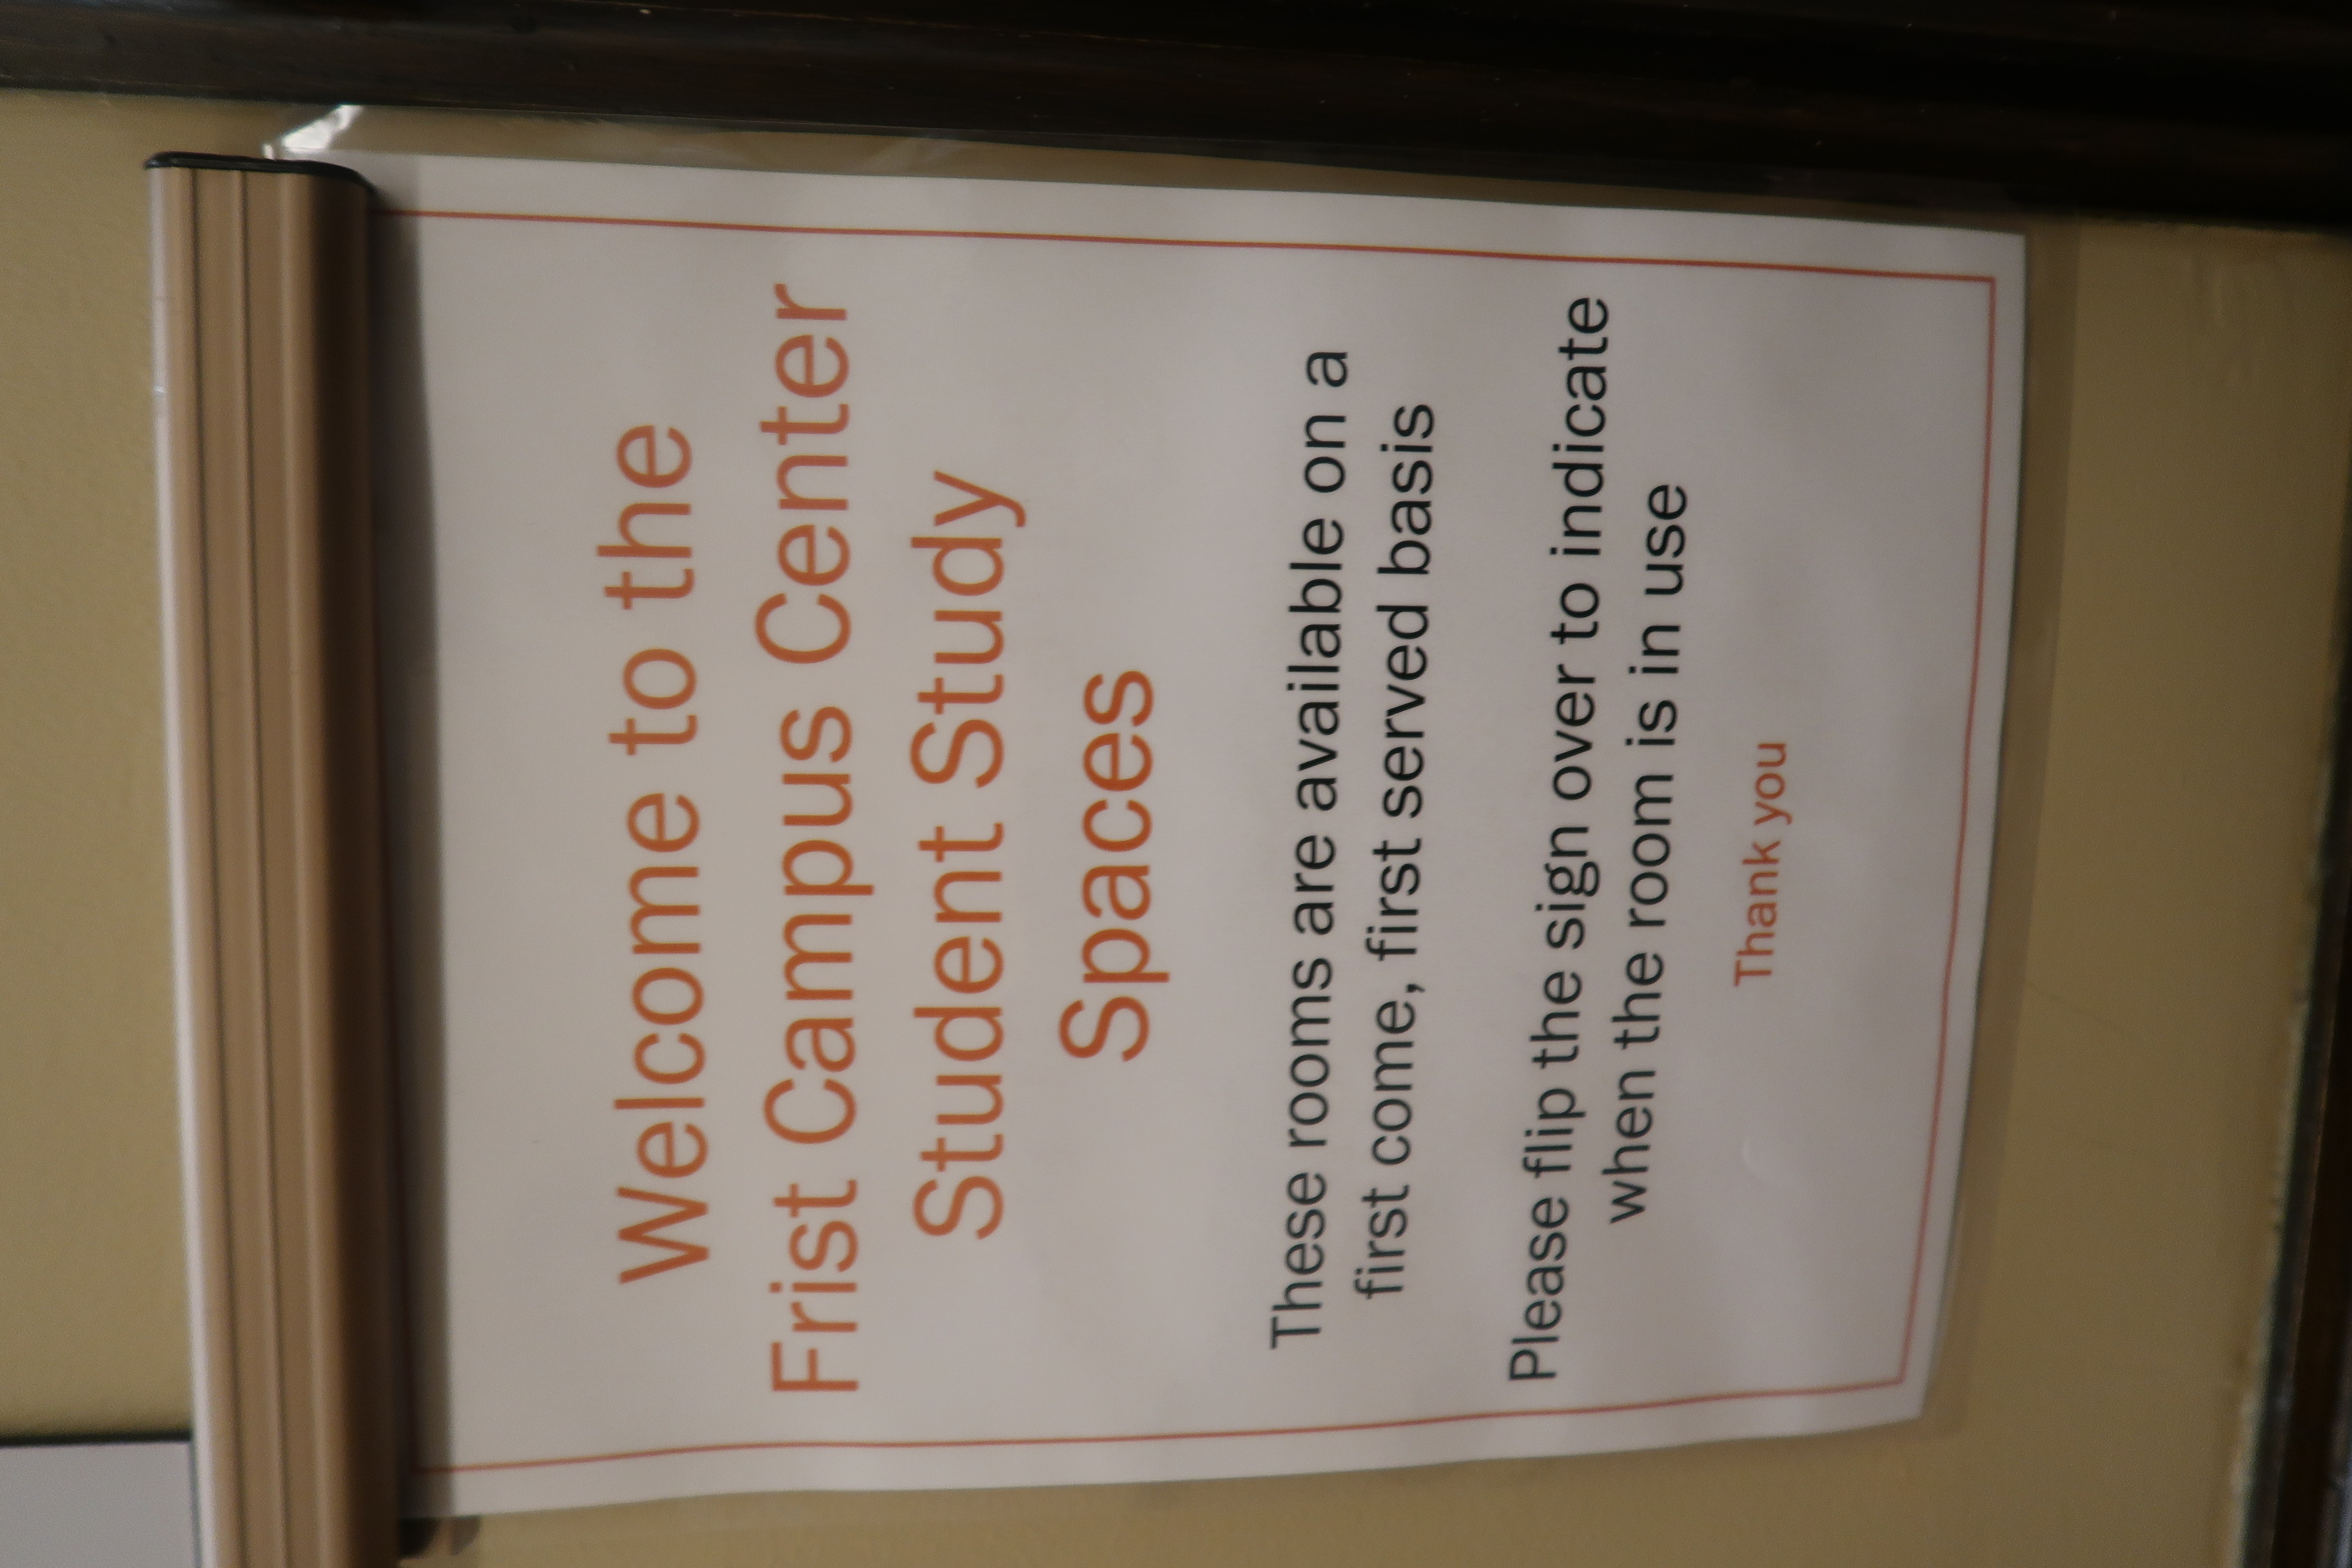 Welcome to the
Frist Campus Center
Student Study
Spaces
These rooms are available on a
first come, first served basis
Please flip the sign over to indicate
when the room is in use
Thank you